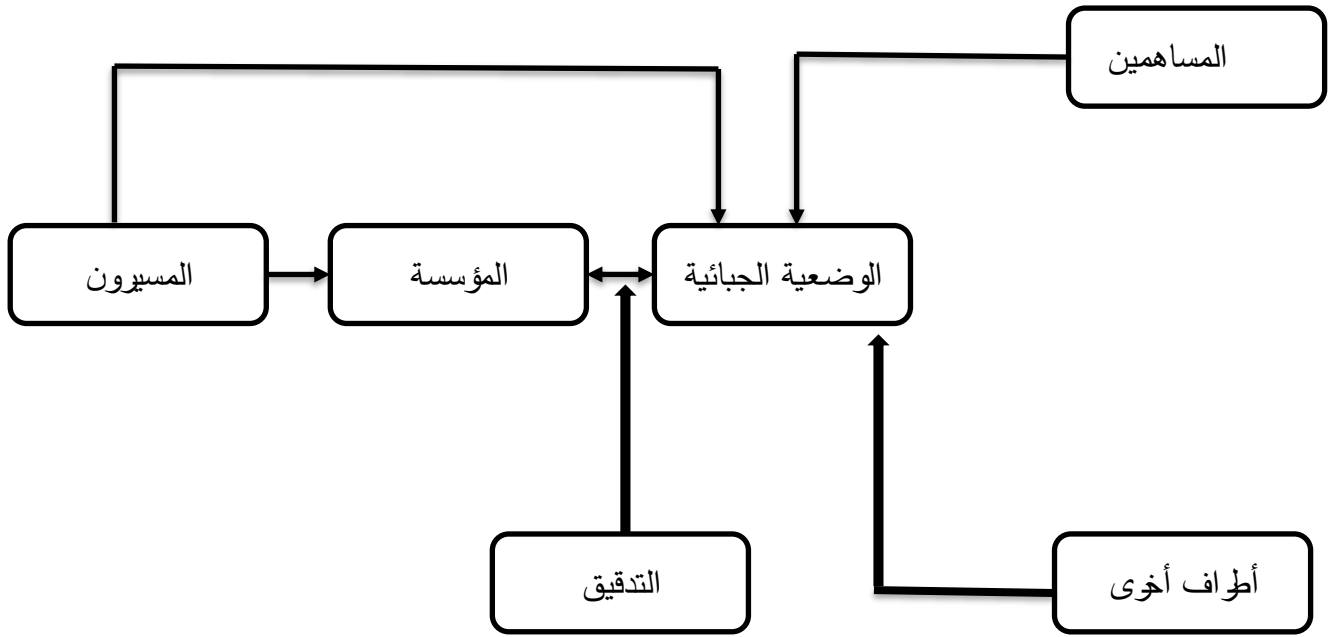 المساهمين
الوضعية الجبائية
المؤسسة
المسيرون
أطراف أخرى
التدقيق